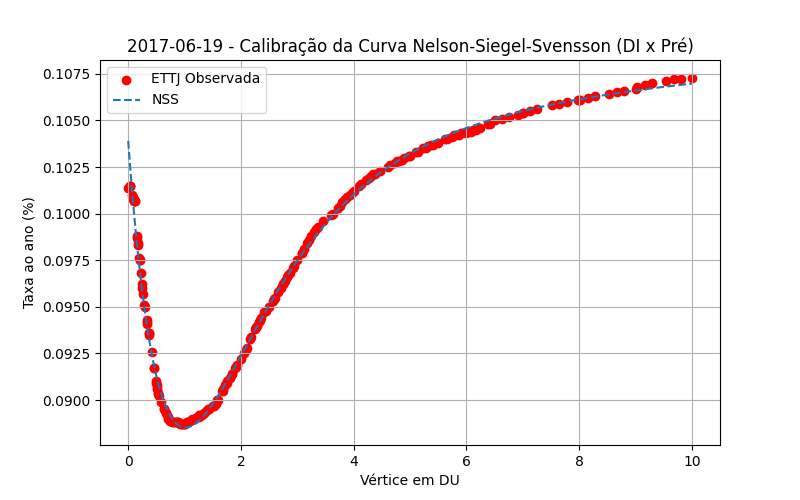 2017-06-19 - Calibração da Curva Nelson-Siegel-Svensson (DI x Pré)
ETTJ Observada
NSS
Taxa ao ano (%)
0.1075
0.1050
0.1025
0.1000
0.0975
0.0950
0.0925
0.0900
0 2 4 6 8 10
Vértice em DU